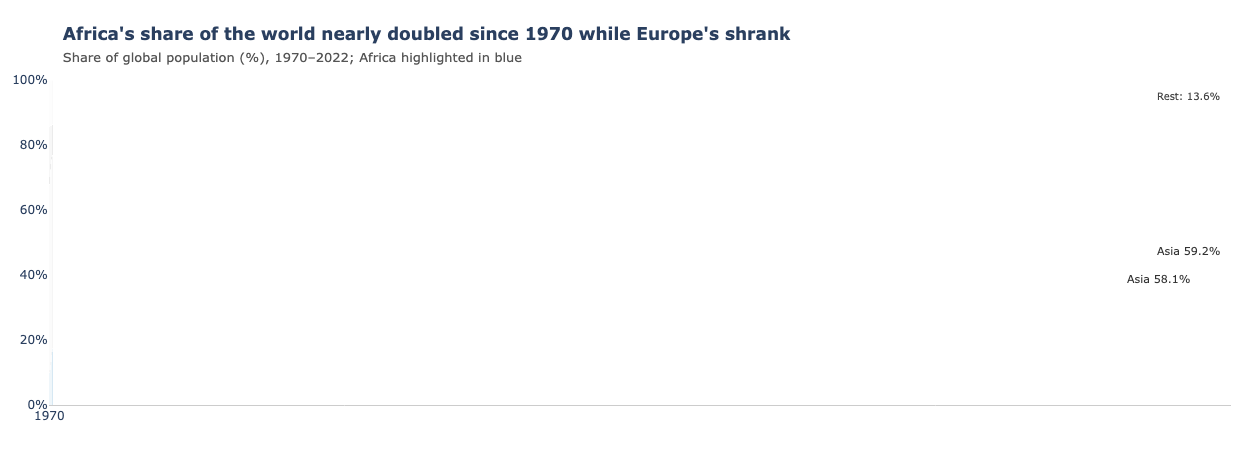 Africa's share of the world nearly doubled since 1970 while Europe's shrank
Share of global population (%), 1970–2022; Africa highlighted in blue
100%
Rest: 13.6%
80%
60%
Asia 59.2%
40%
Asia 58.1%
20%
0%
1970